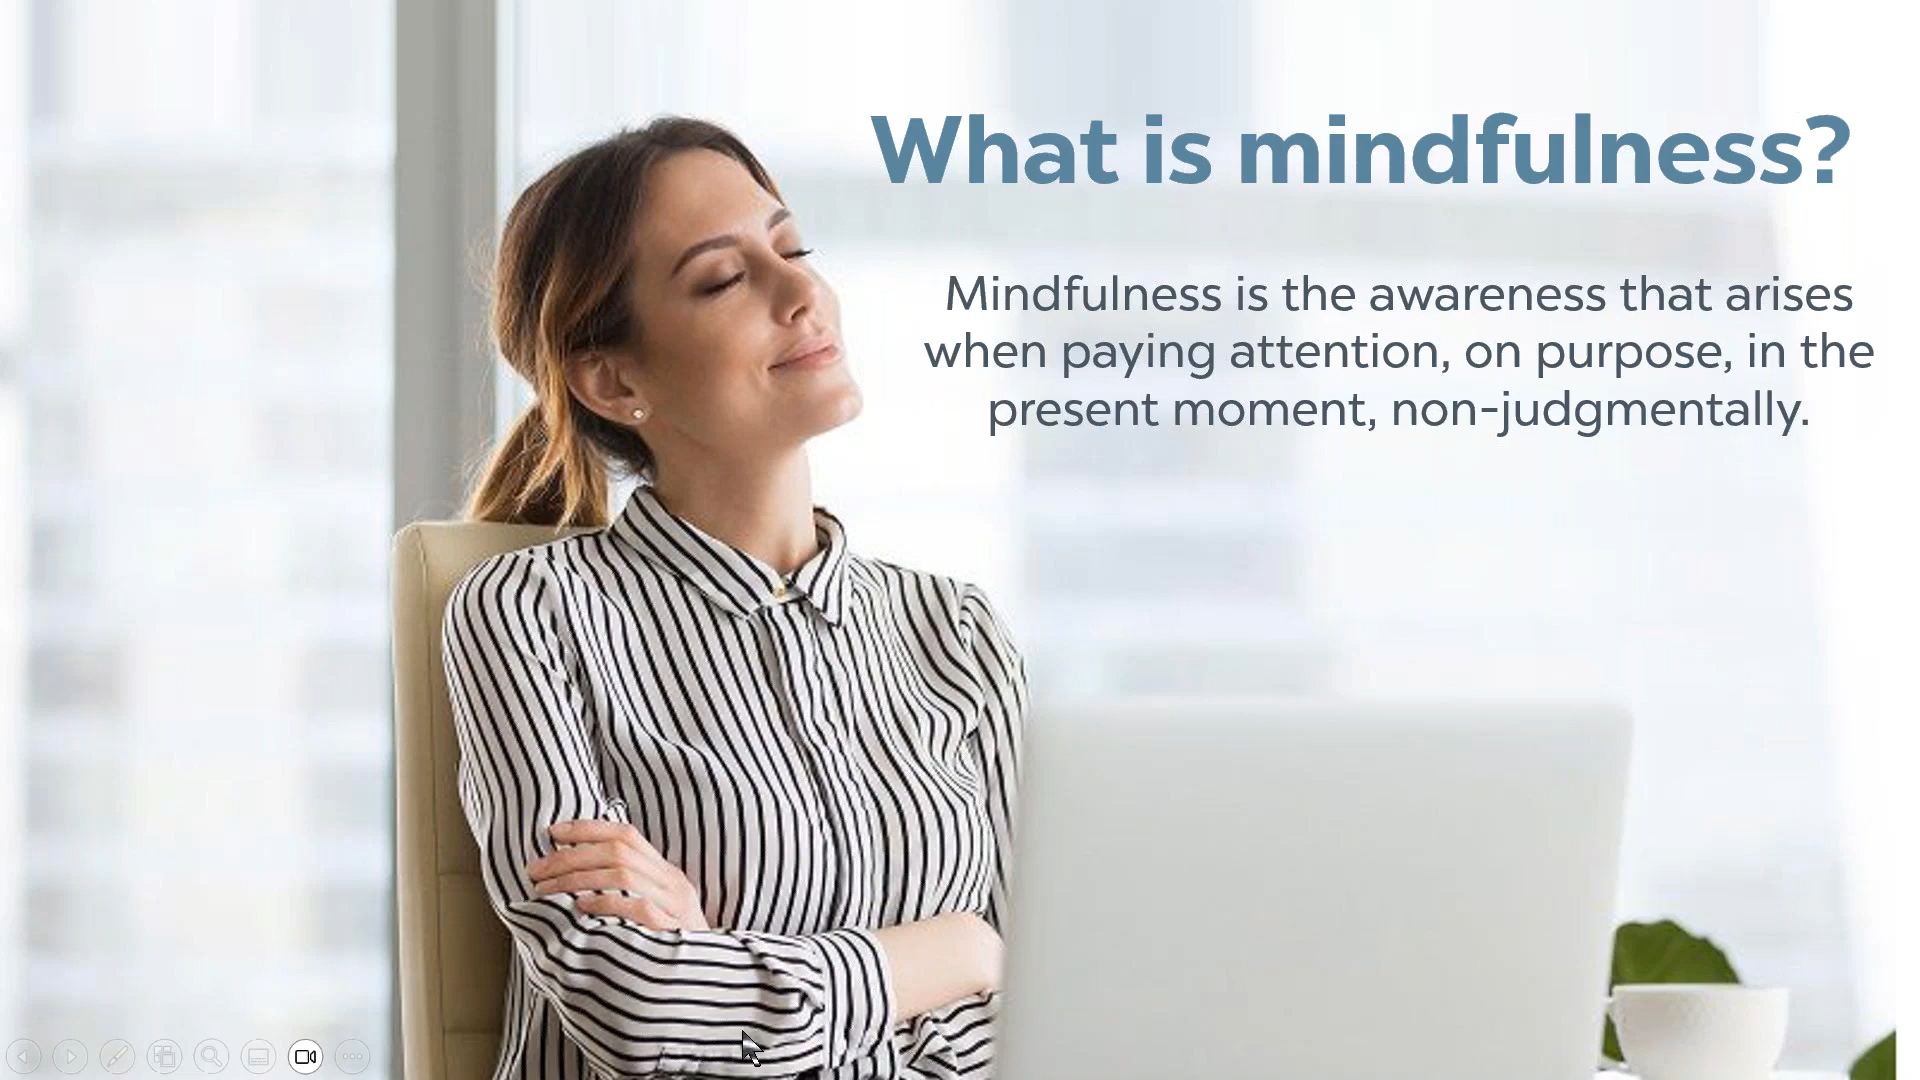 What is mindfulness?
Mindfulness is the awareness that arises
when paying attention, on purpose, in the
present moment, non-judgmentally.